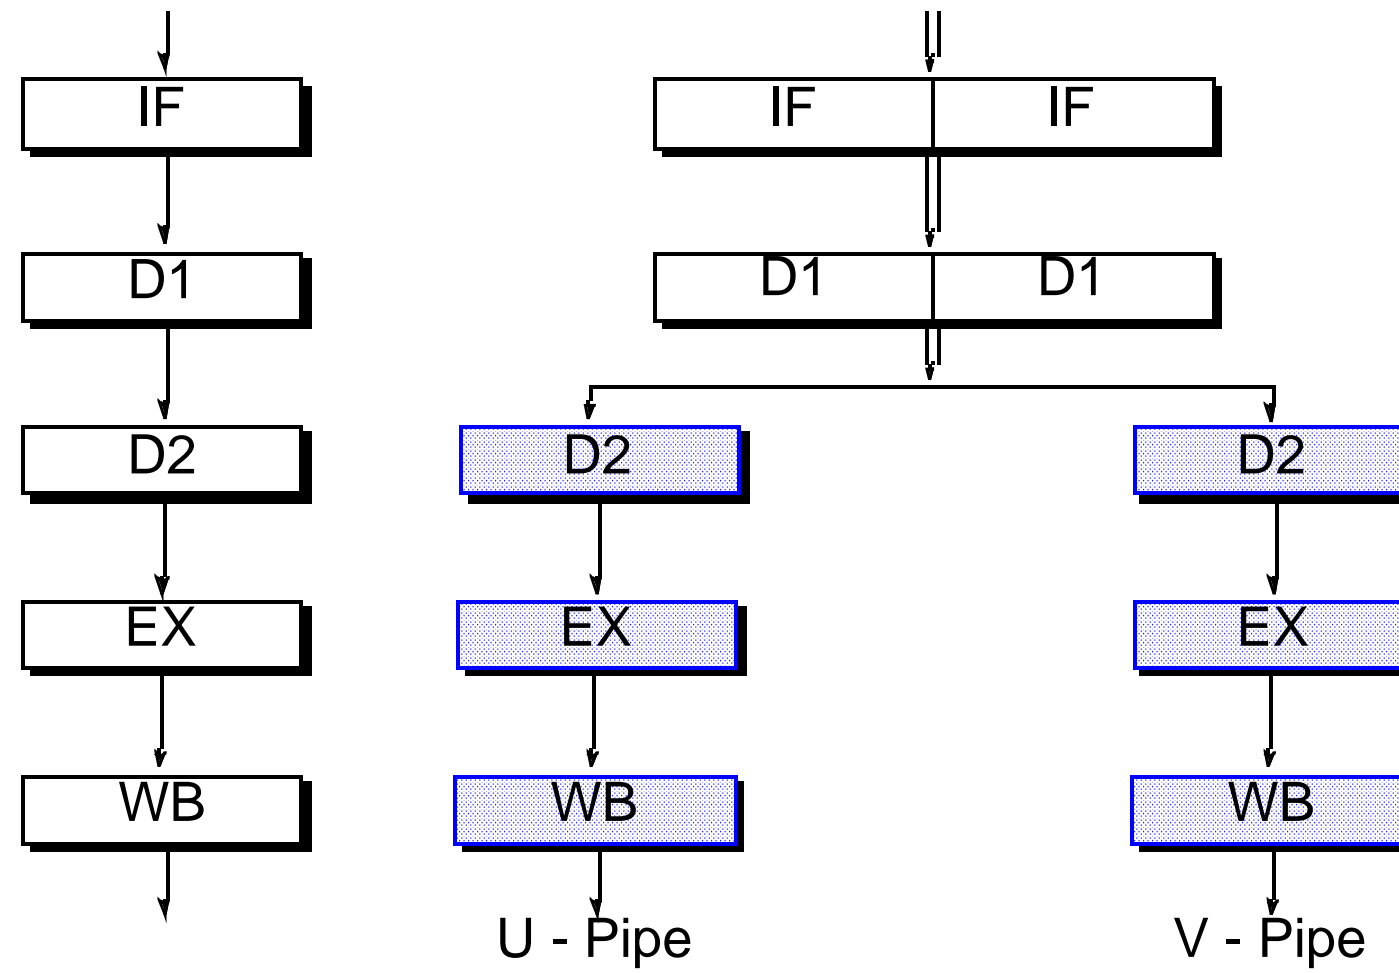 IF
IF IF
D1
D1 D1
D2
D2
D2
EX
EX
EX
WB
WB
WB
U - Pipe
V - Pipe